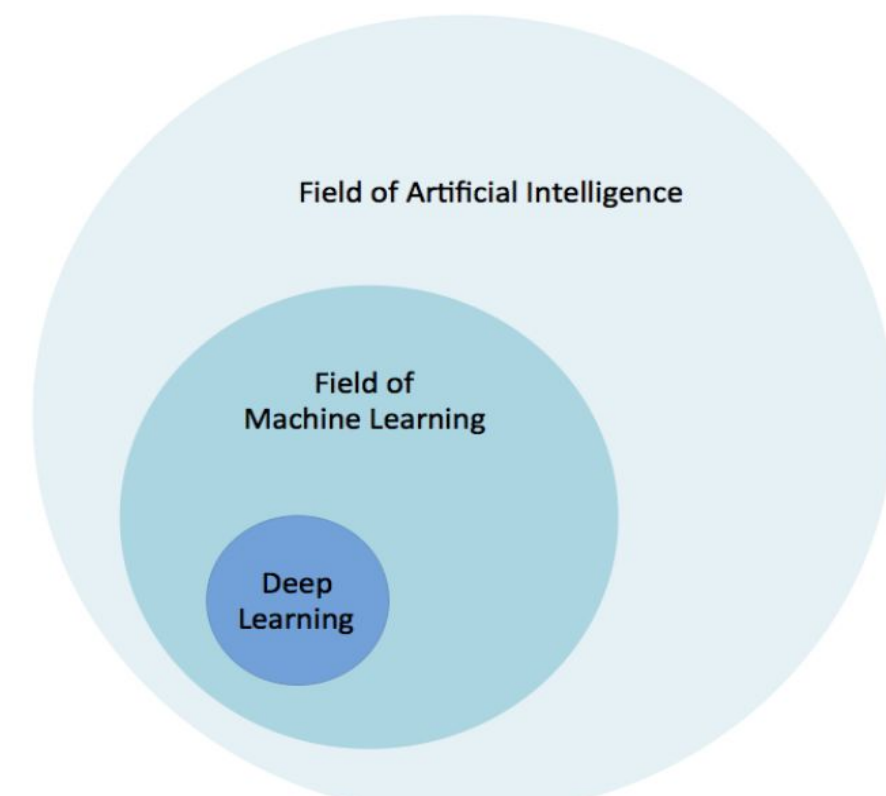 Field of Artificial Intelligence
Field of
Machine Learning
Deep
Learning